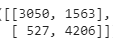 ([[3050, 1563],
[ 527, 4206]]